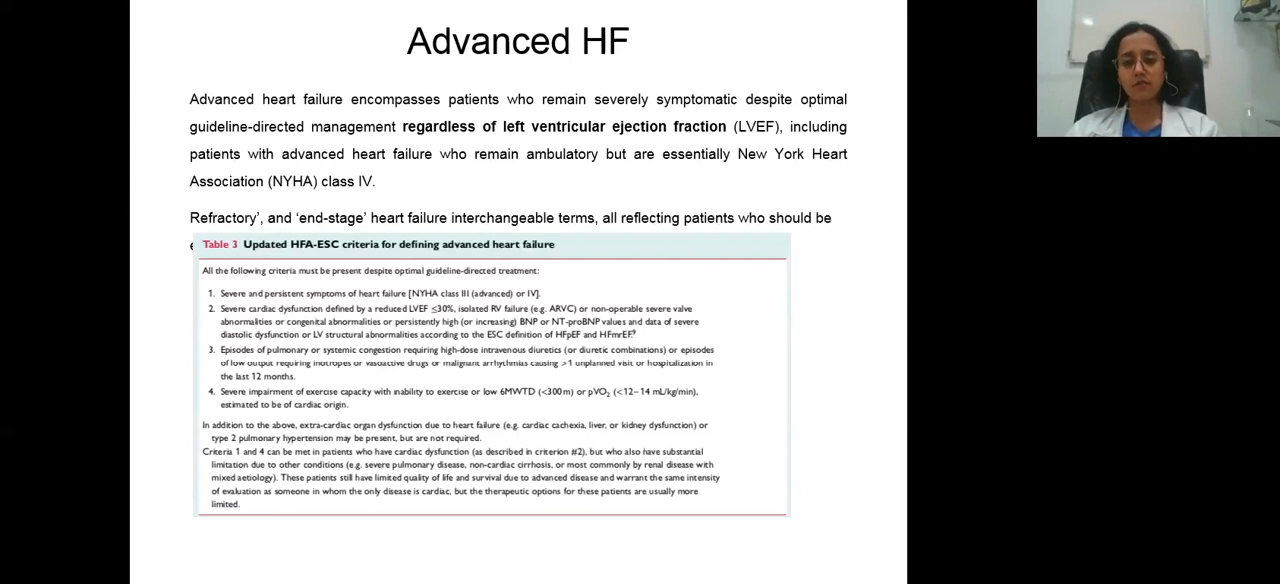 Advanced HF
Advanced heart failure encompasses patients who remain severely symptomatic despite optimal
guideline-directed management regardless of left ventricular ejection fraction (LVEF), including
patients with advanced heart failure who remain ambulatory but are essentially New York Heart
Association (NYHA) class IV.
Refractory’, and ‘end-stage’ heart failure interchangeable terms, all reflecting patients who should be
Table 3 Updated HFA-ESC criteria for defining advanced heart failure
All the following criteria must be present despite optimal guideline-directed treatment:
1. Severe and persistent symptoms of heart failure [NYHA class III (advanced) or IV].
2. Severe cardiac dysfunction defined by a reduced LVEF ≤30%, isolated RV failure (e.g. ARVC) or non-operable severe valve
abnormalities or congenital abnormalities or persistently high (or increasing) BNP or NT-proBNP values and data of severe
diastolic dysfunction or LV structural abnormalities according to the ESC definition of HFpEF and HFmrEF.⁹
3. Episodes of pulmonary or systemic congestion requiring high-dose intravenous diuretics (or diuretic combinations) or episodes
of low output requiring inotropes or vasoactive drugs or malignant arrhythmias causing >1 unplanned visit or hospitalization in
the last 12 months.
4. Severe impairment of exercise capacity with inability to exercise or low 6MWTD (<300 m) or pVO₂ (<12–14 mL/kg/min),
estimated to be of cardiac origin.
In addition to the above, extra-cardiac organ dysfunction due to heart failure (e.g. cardiac cachexia, liver, or kidney dysfunction) or
type 2 pulmonary hypertension may be present, but are not required.
Criteria 1 and 4 can be met in patients who have cardiac dysfunction (as described in criterion #2), but who also have substantial
limitation due to other conditions (e.g. severe pulmonary disease, non-cardiac cirrhosis, or most commonly by renal disease with
mixed aetiology). These patients still have limited quality of life and survival due to advanced disease and warrant the same intensity
of evaluation as someone in whom the only disease is cardiac, but the therapeutic options for these patients are usually more
limited.